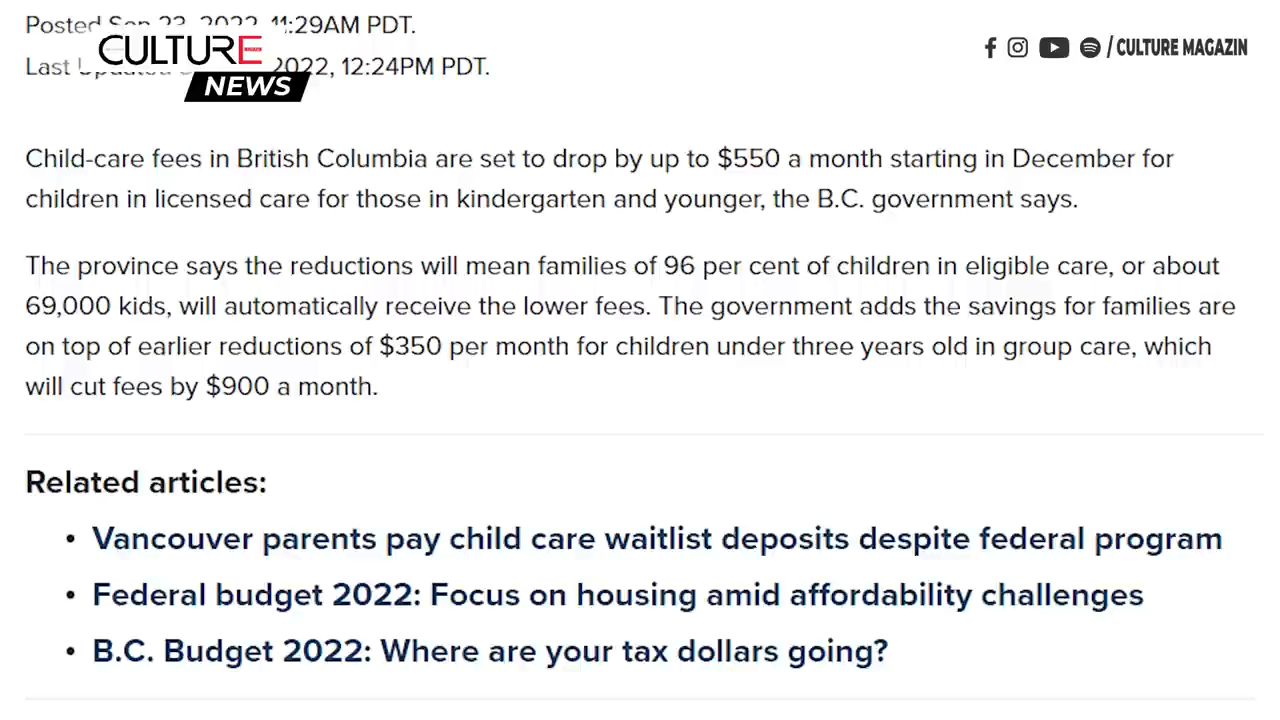 Posted Sep 23, 2022, 11:29AM PDT.
CULTURE
/ CULTURE MAGAZIN
Last Updated 2022, 12:24PM PDT.
NEWS
Child-care fees in British Columbia are set to drop by up to $550 a month starting in December for
children in licensed care for those in kindergarten and younger, the B.C. government says.
The province says the reductions will mean families of 96 per cent of children in eligible care, or about
69,000 kids, will automatically receive the lower fees. The government adds the savings for families are
on top of earlier reductions of $350 per month for children under three years old in group care, which
will cut fees by $900 a month.
Related articles:
• Vancouver parents pay child care waitlist deposits despite federal program
• Federal budget 2022: Focus on housing amid affordability challenges
• B.C. Budget 2022: Where are your tax dollars going?